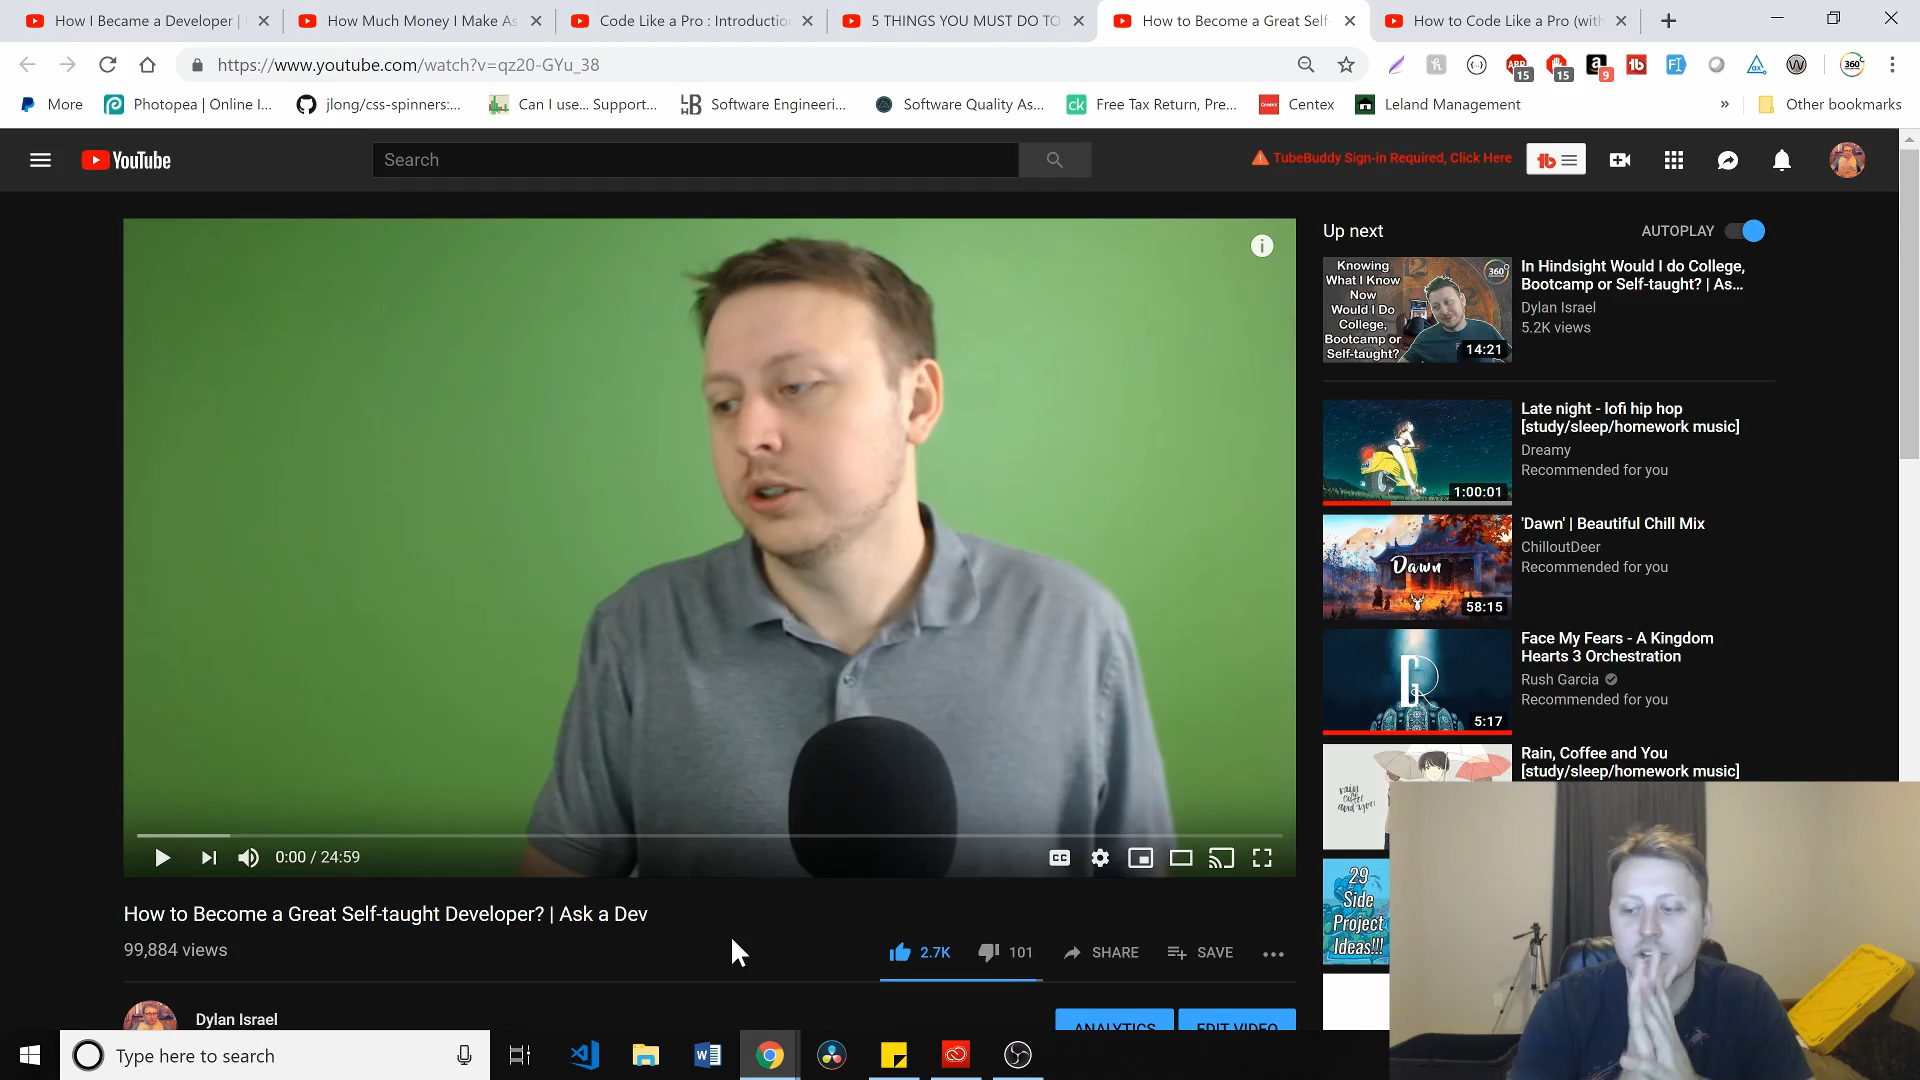 How I Became a Developer |
How Much Money I Make As
Code Like a Pro : Introductio
5 THINGS YOU MUST DO TO
How to Become a Great Self-
How to Code Like a Pro (with
https://www.youtube.com/watch?v=qz20-GYu_38
15
15
9
360
More
Photopea | Online I...
jlong/css-spinners:...
Can I use... Support...
Software Engineeri...
Software Quality As...
Free Tax Return, Pre...
Centex
Leland Management
»
Other bookmarks
YouTube
Search
TubeBuddy Sign-in Required, Click Here
Up next
AUTOPLAY
Knowing
What I Know
Now
Would I Do
College,
Bootcamp or
Self-taught?
360
14:21
In Hindsight Would I do College,
Bootcamp or Self-taught? | As...
Dylan Israel
5.2K views
1:00:01
Late night - lofi hip hop
[study/sleep/homework music]
Dreamy
Recommended for you
Dawn
58:15
'Dawn' | Beautiful Chill Mix
ChilloutDeer
Recommended for you
5:17
Face My Fears - A Kingdom
Hearts 3 Orchestration
Rush Garcia
Recommended for you
Rain, Coffee and You
[study/sleep/homework music]
29
Side
Project
Ideas!!!
0:00 / 24:59
CC
How to Become a Great Self-taught Developer? | Ask a Dev
99,884 views
2.7K
101
SHARE
SAVE
Dylan Israel
ANALYTICS
EDIT VIDEO
Type here to search